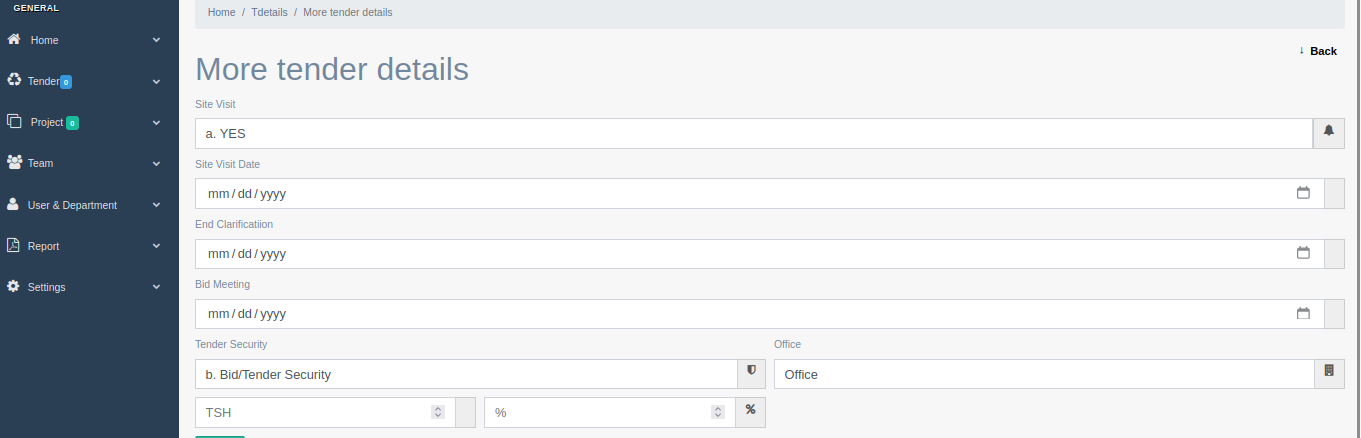 GENERAL
Home
Tender 0
Project 0
Team
User & Department
Report
Settings
Home / Tdetails / More tender details
↓ Back
More tender details
Site Visit
a. YES
Site Visit Date
mm/dd/yyyy
End Clarificatiion
mm/dd/yyyy
Bid Meeting
mm/dd/yyyy
Tender Security
Office
b. Bid/Tender Security
Office
TSH
%
%